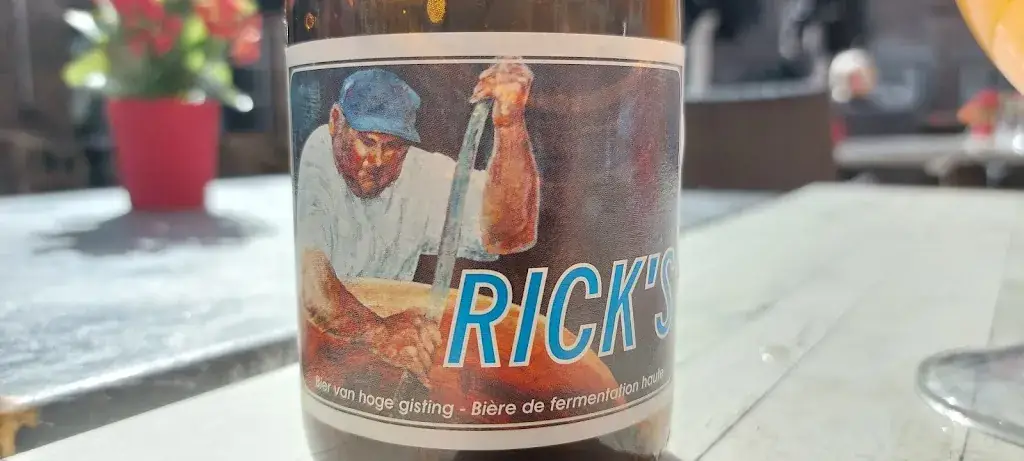 RICK'S
Bier van hoge gisting - Bière de fermentation haute